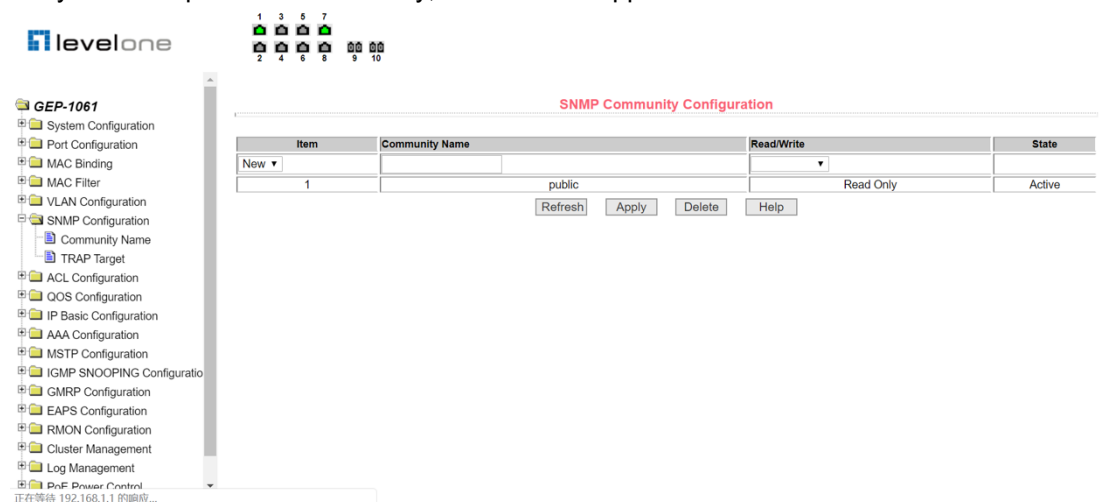 levelone
1 3 5 7
2 4 6 8 9 10
GEP-1061
System Configuration
Port Configuration
MAC Binding
MAC Filter
VLAN Configuration
SNMP Configuration
Community Name
TRAP Target
ACL Configuration
QOS Configuration
IP Basic Configuration
AAA Configuration
MSTP Configuration
IGMP SNOOPING Configuratio
GMRP Configuration
EAPS Configuration
RMON Configuration
Cluster Management
Log Management
PoE Power Control
正在等待 192.168.1.1 的响应...
SNMP Community Configuration
Item Community Name Read/Write State
New
1 public Read Only Active
Refresh Apply Delete Help